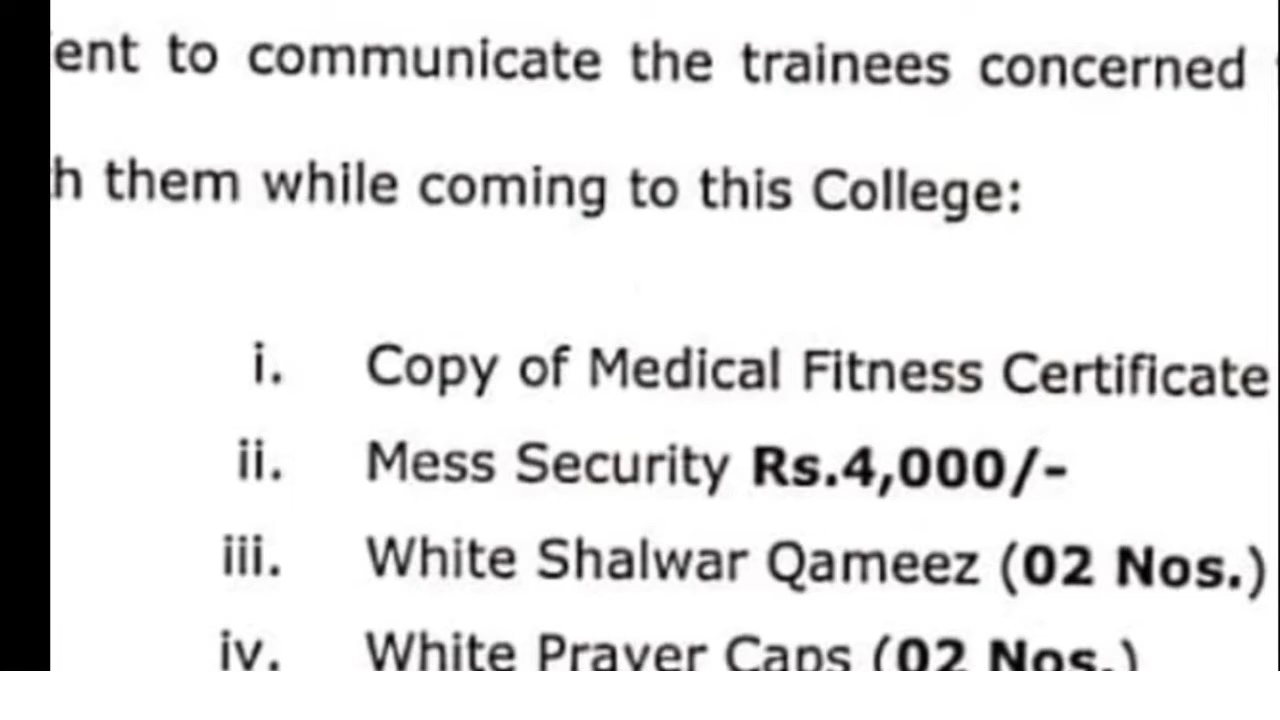 to communicate the trainees concerned
them while coming to this College:
i. Copy of Medical Fitness Certificate
ii. Mess Security Rs.4,000/-
iii. White Shalwar Qameez (02 Nos.)
iv. White Prayer Caps (02 Nos.)